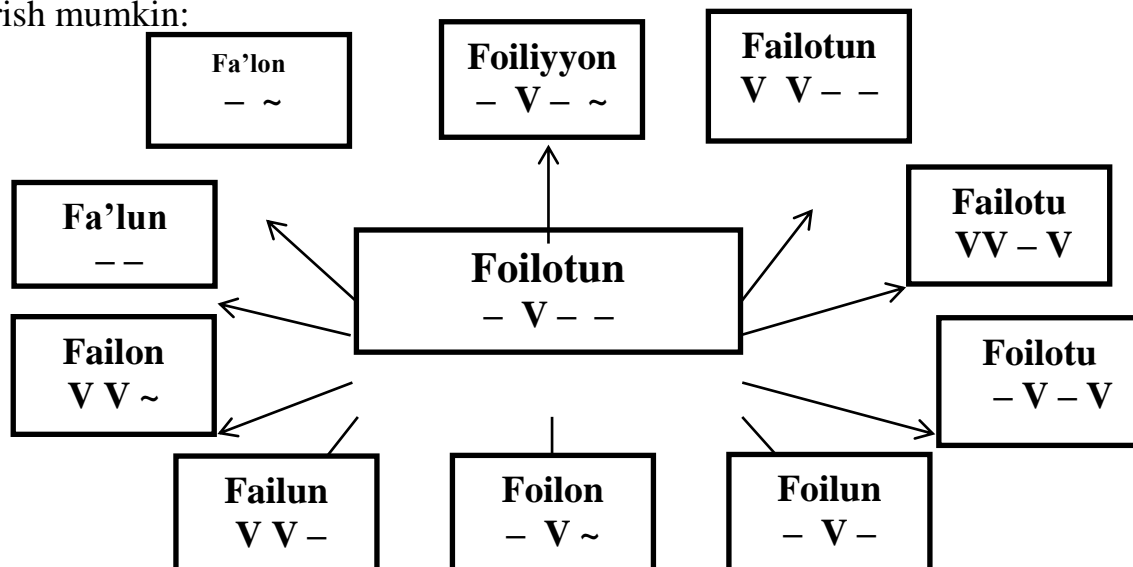 rish mumkin:
Fa’lon
– ~
Foiliyyon
– V – ~
Failotun
V V – –
Fa’lun
– –
Foilotun
– V – –
Failotu
VV – V
Failon
V V ~
Foilotu
– V – V
Failun
V V –
Foilon
– V ~
Foilun
– V –